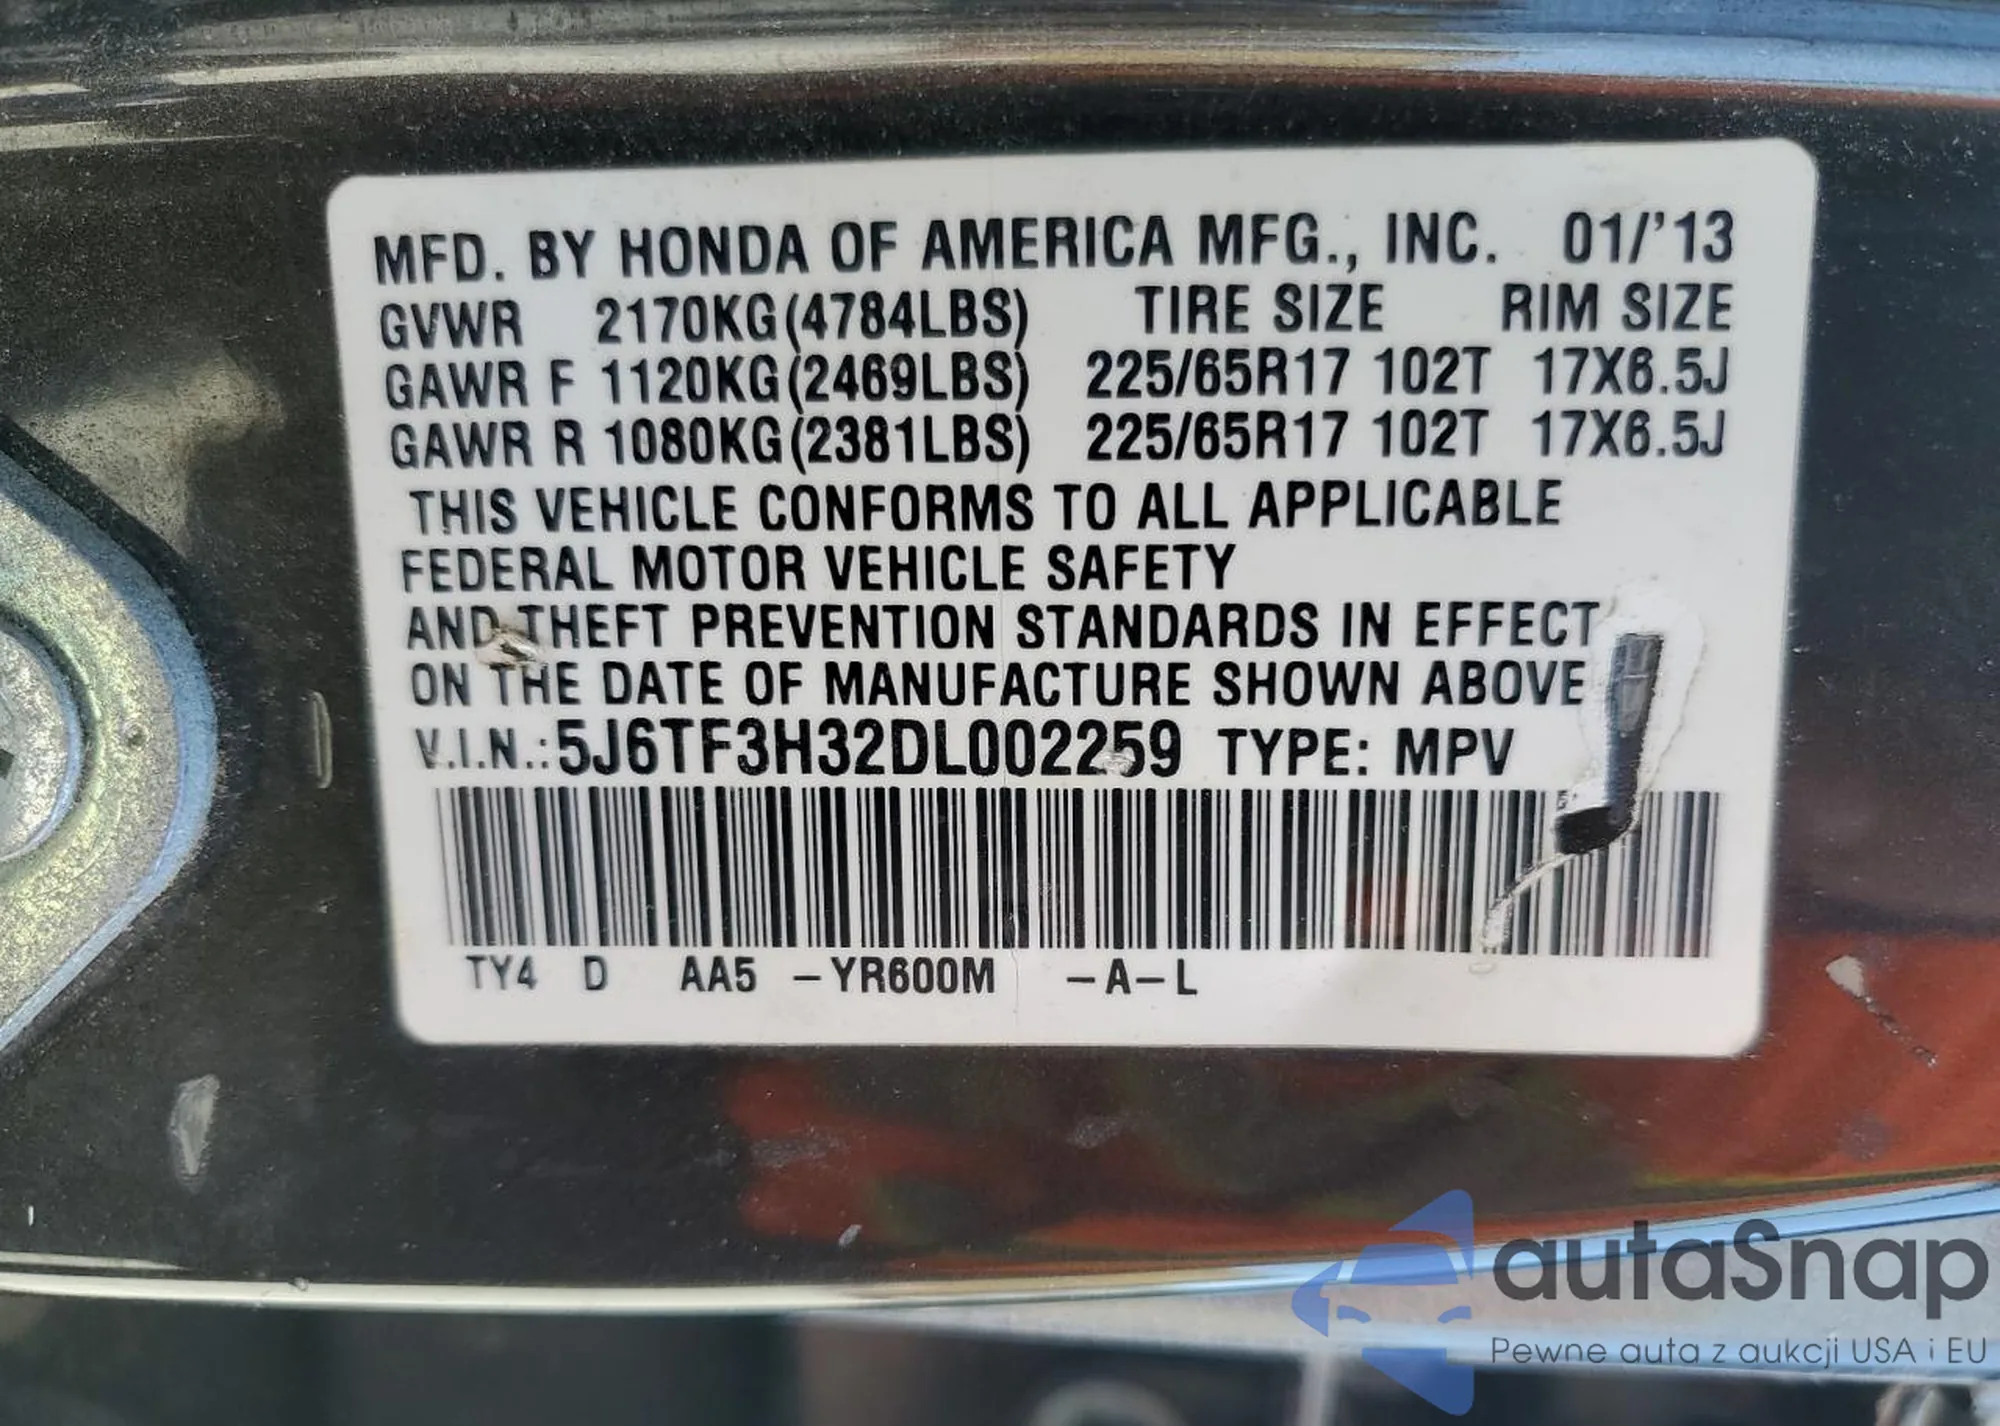 MFD. BY HONDA OF AMERICA MFG., INC. 01/'13
GVWR 2170KG(4784LBS) TIRE SIZE RIM SIZE
GAWR F 1120KG(2469LBS) 225/65R17 102T 17X6.5J
GAWR R 1080KG(2381LBS) 225/65R17 102T 17X6.5J
THIS VEHICLE CONFORMS TO ALL APPLICABLE
FEDERAL MOTOR VEHICLE SAFETY
AND THEFT PREVENTION STANDARDS IN EFFECT
ON THE DATE OF MANUFACTURE SHOWN ABOVE
V.I.N.:5J6TF3H32DL002259 TYPE: MPV
TY4 D AA5 -YR600M -A-L
autaSnap
Pewne auta z aukcji USA i EU